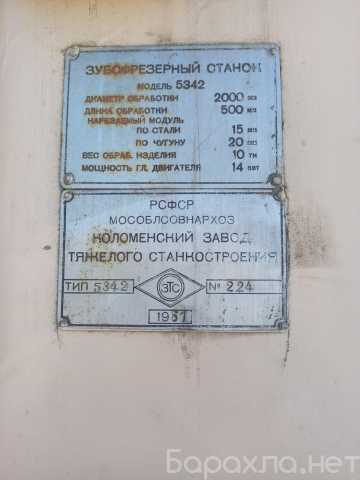 ЗУБОФРЕЗЕРНЫЙ СТАНОК
МОДЕЛЬ 5342
ДИАМЕТР ОБРАБОТКИ 2000 ММ
ДЛИНА ОБРАБОТКИ 500 ММ
НАРЕЗАЕМЫЙ МОДУЛЬ
ПО СТАЛИ 15 ММ
ПО ЧУГУНУ 20 ММ
ВЕС ОБРАБ. ИЗДЕЛИЯ 10 ТН
МОЩНОСТЬ ГЛ. ДВИГАТЕЛЯ 14 КВТ
РСФСР
МОСОБЛСОВНАРХОЗ
КОЛОМЕНСКИЙ ЗАВОД
ТЯЖЕЛОГО СТАНКОСТРОЕНИЯ
ТИП 5342 ЗТС № 224
1961
Барахла.нет